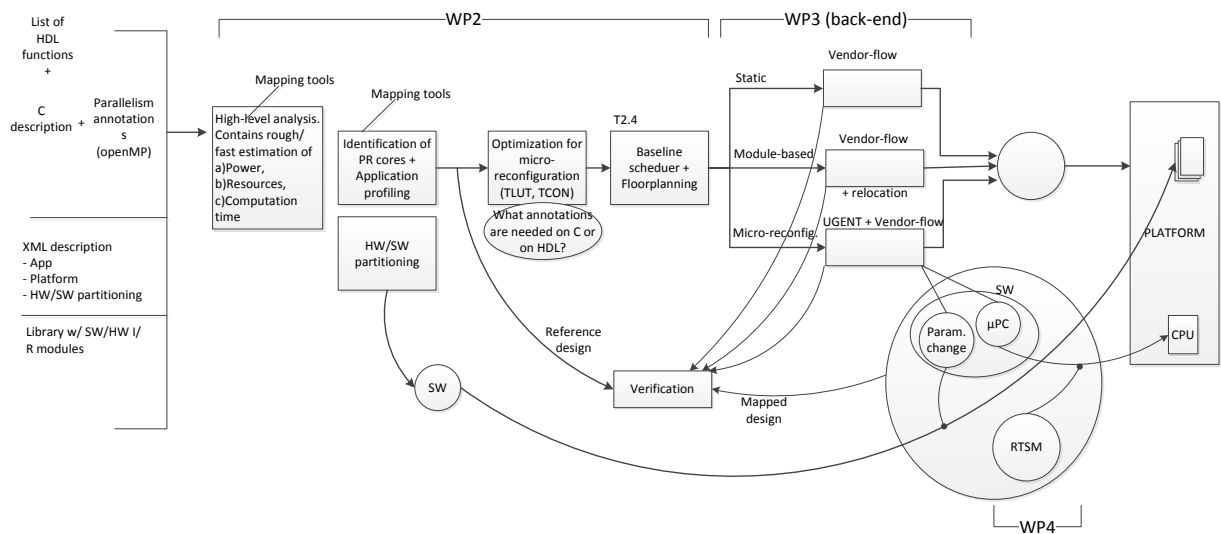 WP2
WP3 (back-end)
List of
HDL
functions
+
C
description
+
Parallelism
annotation
s
(openMP)
XML description
- App
- Platform
- HW/SW partitioning
Library w/ SW/HW I/
R modules
Mapping tools
High-level analysis.
Contains rough/
fast estimation of
a)Power,
b)Resources,
c)Computation
time
Mapping tools
Identification of
PR cores +
Application
profiling
HW/SW
partitioning
Optimization for
micro-
reconfiguration
(TLUT, TCON)
What annotations
are needed on C or
on HDL?
T2.4
Baseline
scheduer +
Floorplanning
Static
Module-based
Micro-reconfig.
Vendor-flow
Vendor-flow
+ relocation
UGENT + Vendor-flow
PLATFORM
CPU
SW
Param.
change
µPC
RTSM
Reference
design
Verification
Mapped
design
SW
WP4